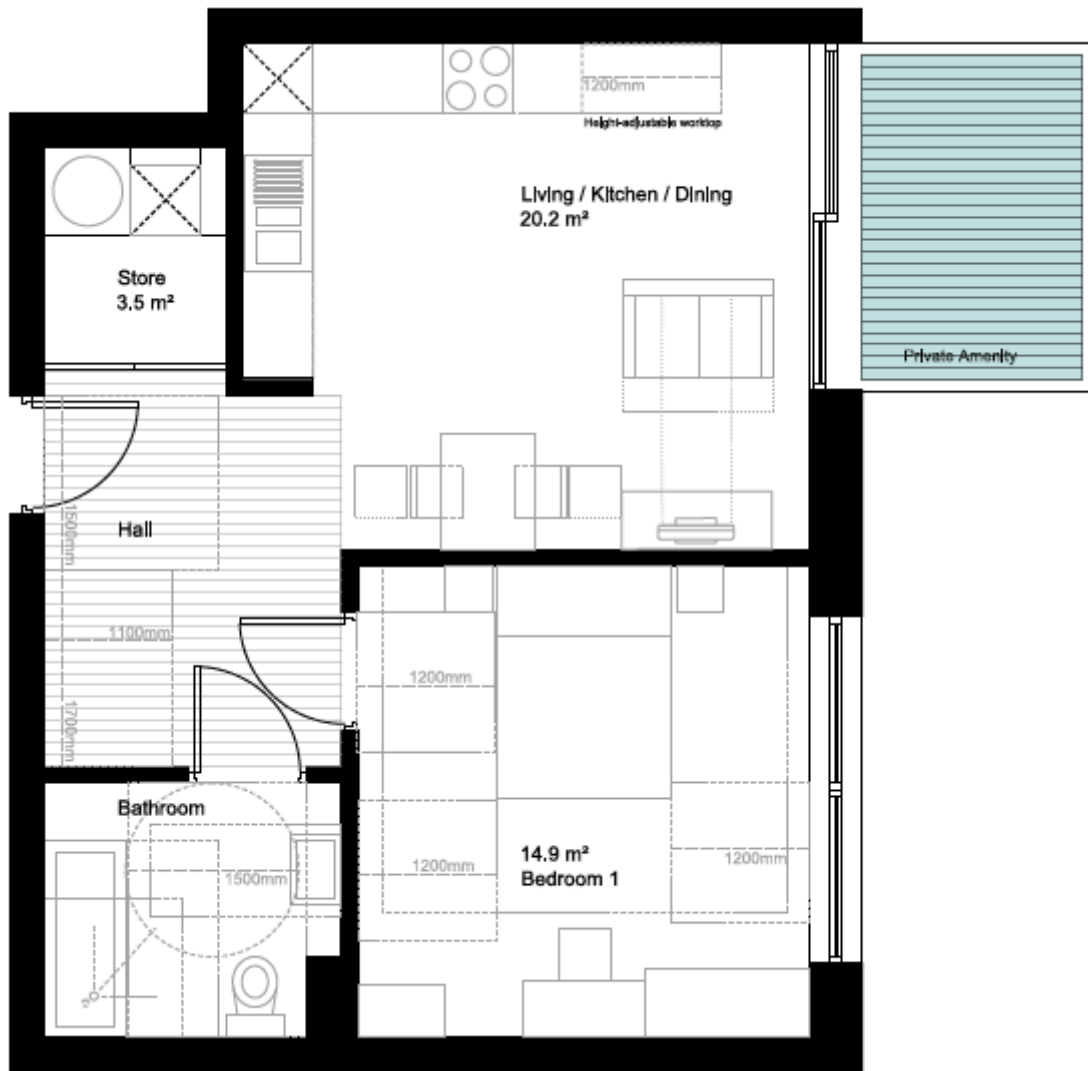 1200mm
Height-adjustable worktop
Living / Kitchen / Dining
20.2 m²
Store
3.5 m²
Private Amenity
1500mm
Hall
1100mm
1200mm
1700mm
Bathroom
1200mm
1200mm
1500mm
14.9 m²
Bedroom 1